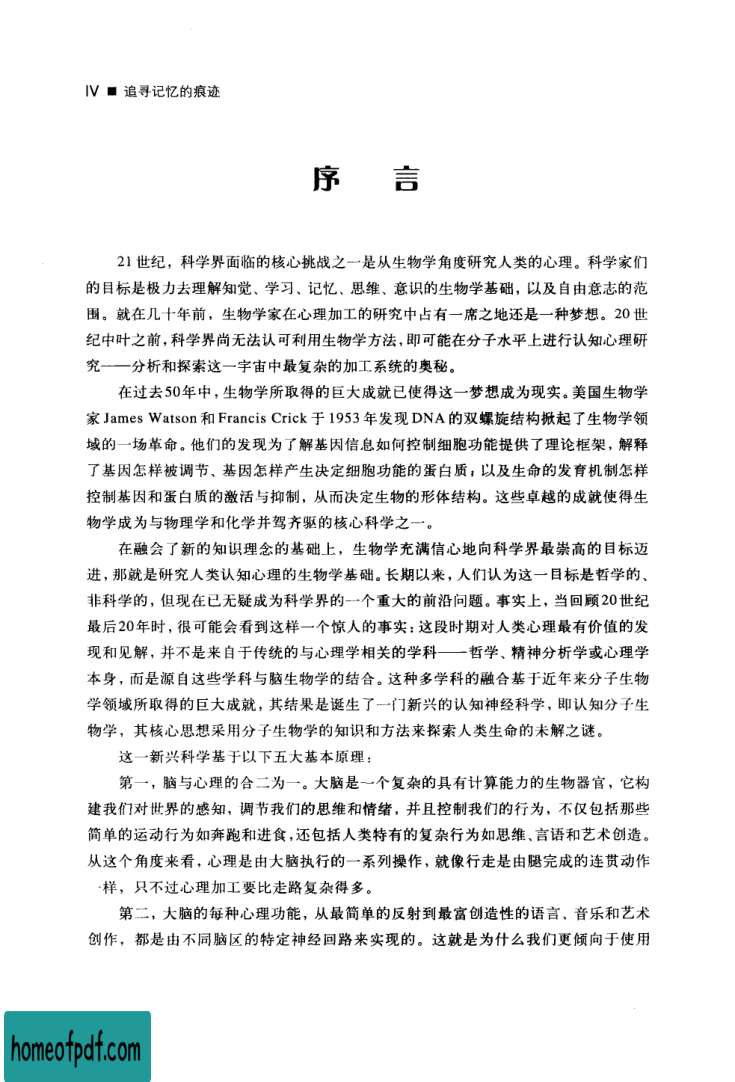 IV ■ 追寻记忆的痕迹
序 言
21世纪，科学界面临的核心挑战之一是从生物学角度研究人类的心理。科学家们
的目标是极力去理解知觉、学习、记忆、思维、意识的生物学基础，以及自由意志的范
围。就在几十年前，生物学家在心理加工的研究中占有一席之地还是一种梦想。20世
纪中叶之前，科学界尚无法认可利用生物学方法，即可能在分子水平上进行认知心理研
究——分析和探索这一宇宙中最复杂的加工系统的奥秘。
在过去50年中，生物学所取得的巨大成就已使得这一梦想成为现实。美国生物学
家James Watson和Francis Crick于1953年发现DNA的双螺旋结构掀起了生物学领
域的一场革命。他们的发现为了解基因信息如何控制细胞功能提供了理论框架，解释
了基因怎样被调节、基因怎样产生决定细胞功能的蛋白质；以及生命的发育机制怎样
控制基因和蛋白质的激活与抑制，从而决定生物的形体结构。这些卓越的成就使得生
物学成为与物理学和化学并驾齐驱的核心科学之一。
在融会了新的知识理念的基础上，生物学充满信心地向科学界最崇高的目标迈
进，那就是研究人类认知心理的生物学基础。长期以来，人们认为这一目标是哲学的、
非科学的，但现在已无疑成为科学界的一个重大的前沿问题。事实上，当回顾20世纪
最后20年时，很可能会看到这样一个惊人的事实：这段时期对人类心理最有价值的发
现和见解，并不是来自于传统的与心理学相关的学科——哲学、精神分析学或心理学
本身，而是源自这些学科与脑生物学的结合。这种多学科的融合基于近年来分子生物
学领域所取得的巨大成就，其结果是诞生了一门新兴的认知神经科学，即认知分子生
物学，其核心思想采用分子生物学的知识和方法来探索人类生命的未解之谜。
这一新兴科学基于以下五大基本原理：
第一，脑与心理的合二为一。大脑是一个复杂的具有计算能力的生物器官，它构
建我们对世界的感知，调节我们的思维和情绪，并且控制我们的行为，不仅包括那些
简单的运动行为如奔跑和进食，还包括人类特有的复杂行为如思维、言语和艺术创造。
从这个角度来看，心理是由大脑执行的一系列操作，就像行走是由腿完成的连贯动作
一样，只不过心理加工要比走路复杂得多。
第二，大脑的每种心理功能，从最简单的反射到最富创造性的语言、音乐和艺术
创作，都是由不同脑区的特定神经回路来实现的。这就是为什么我们更倾向于使用
homeofpdf.com